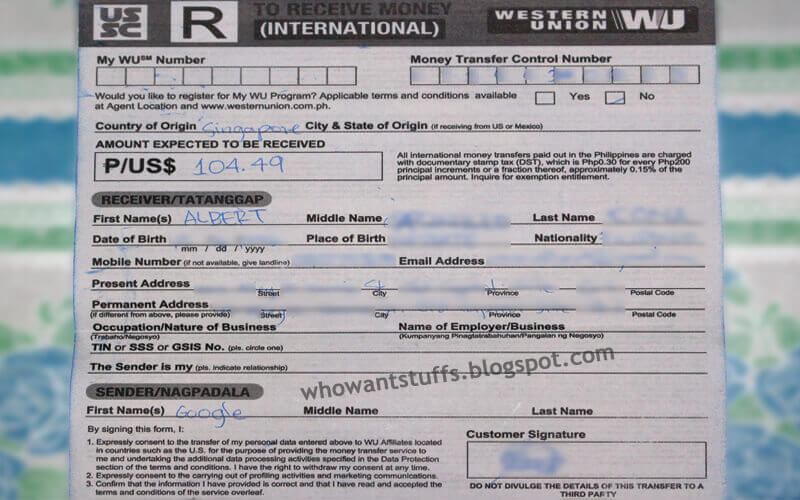 USSC R TO RECEIVE MONEY (INTERNATIONAL) WESTERN UNION WU
My WU℠ Number
Money Transfer Control Number
Would you like to register for My WU Program? Applicable terms and conditions available at Agent Location and www.westernunion.com.ph.
Yes No
Country of Origin Singapore City & State of Origin (if receiving from US or Mexico)
AMOUNT EXPECTED TO BE RECEIVED
₱/US$ 104.49
All international money transfers paid out in the Philippines are charged
with documentary stamp tax (DST), which is Php0.30 for every Php200
principal increments or a fraction thereof, approximately 0.15% of the
principal amount. Inquire for exemption entitlement.
RECEIVER/TATANGGAP
First Name(s) ALBERT Middle Name Last Name
Date of Birth Place of Birth Nationality
mm / dd / yyyy
Mobile Number (if not available, give landline) Email Address
Present Address
Street City Province Postal Code
Permanent Address
(if different from above, please provide) Street City Province Postal Code
Occupation/Nature of Business Name of Employer/Business
(Trabaho/Negosyo) (Kumpanyang Pinagtatrabahuhan/Pangalan ng Negosyo)
TIN or SSS or GSIS No. (pls. circle one)
The Sender is my (pls. indicate relationship)
whowantstuffs.blogspot.com
SENDER/NAGPADALA
First Name(s) Google Middle Name Last Name
By signing this form, I:
1. Expressly consent to the transfer of my personal data entered above to WU Affiliates located
in countries such as the U.S. for the purpose of providing the money transfer service to
me and undertaking the additional data processing activities specified in the Data Protection
section of the terms and conditions. I have the right to withdraw my consent at any time.
2. Expressly consent to the carrying out of profiling activities and marketing communications.
3. Confirm that the information I have provided is correct and that I have read and accepted the
terms and conditions of the service overleaf.
Customer Signature
DO NOT DIVULGE THE DETAILS OF THIS TRANSFER TO A
THIRD PARTY